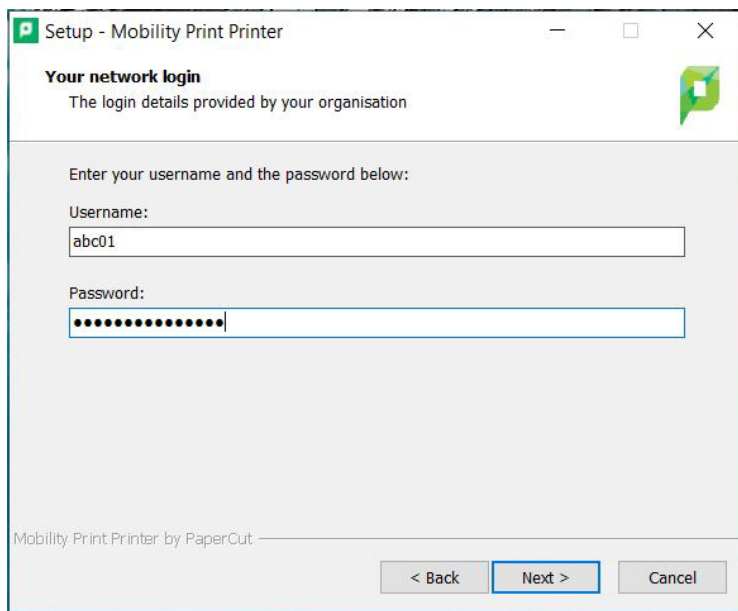 Setup - Mobility Print Printer
Your network login
The login details provided by your organisation
Enter your username and the password below:
Username:
abc01
Password:
●●●●●●●●●●●●●●●
Mobility Print Printer by PaperCut
< Back Next > Cancel